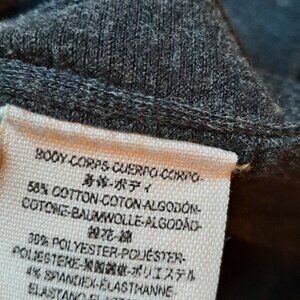 BODY-CORPS-CUERPO-CORPO-
身体-ボディ
58% COTTON-COTON-ALGODÓN-
COTONE-BAUMWOLLE-ALGODÃO-
棉花-綿
38% POLYESTER-POLIÉSTER-
POLIESTERE-聚酯纖維-ポリエステル
4% SPANDEX-ÉLASTHANNE,
ELASTANO-